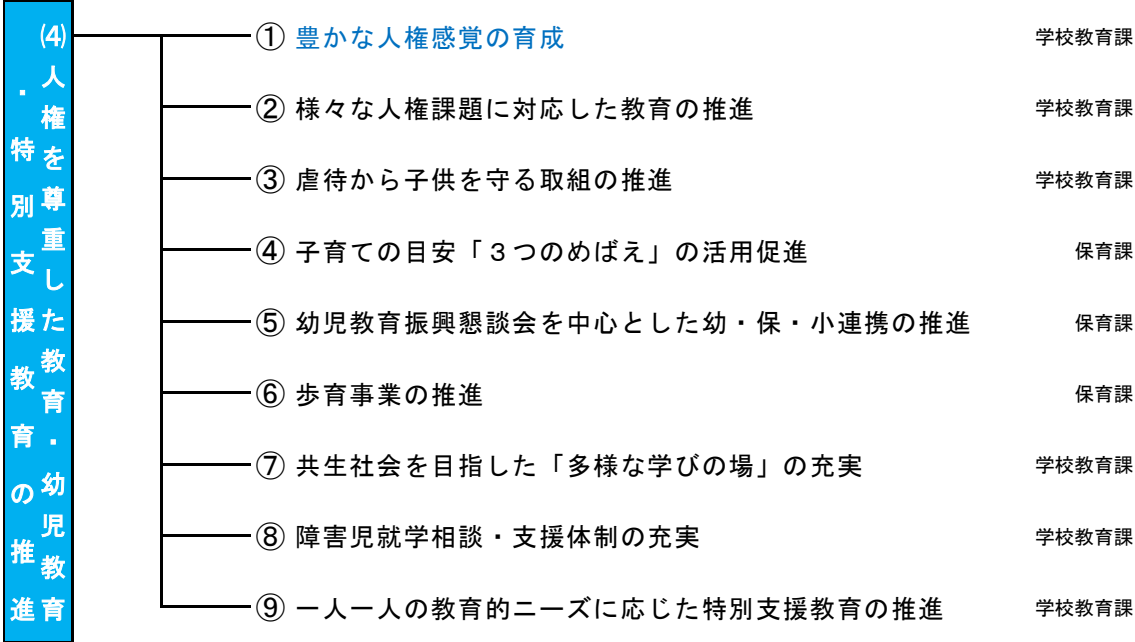 ⑷人権を尊重した教育・幼児教育
・特別支援教育の推進
① 豊かな人権感覚の育成 学校教育課
② 様々な人権課題に対応した教育の推進 学校教育課
③ 虐待から子供を守る取組の推進 学校教育課
④ 子育ての目安「３つのめばえ」の活用促進 保育課
⑤ 幼児教育振興懇談会を中心とした幼・保・小連携の推進 保育課
⑥ 歩育事業の推進 保育課
⑦ 共生社会を目指した「多様な学びの場」の充実 学校教育課
⑧ 障害児就学相談・支援体制の充実 学校教育課
⑨ 一人一人の教育的ニーズに応じた特別支援教育の推進 学校教育課